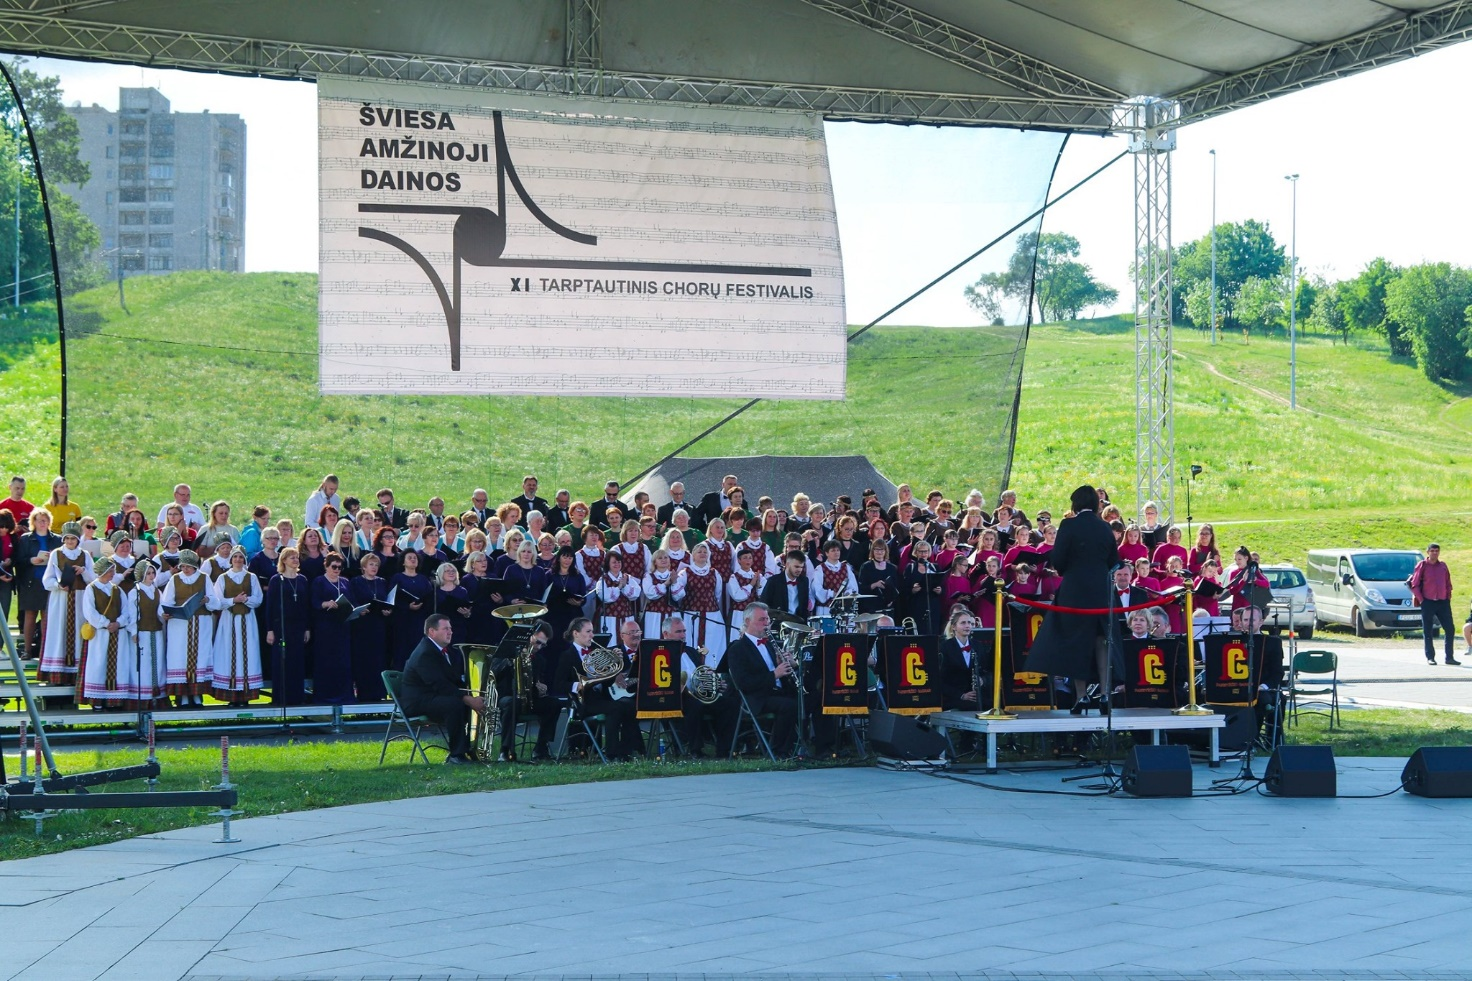 ŠVIESA
AMŽINOJI
DAINOS
XI TARPTAUTINIS CHORŲ FESTIVALIS